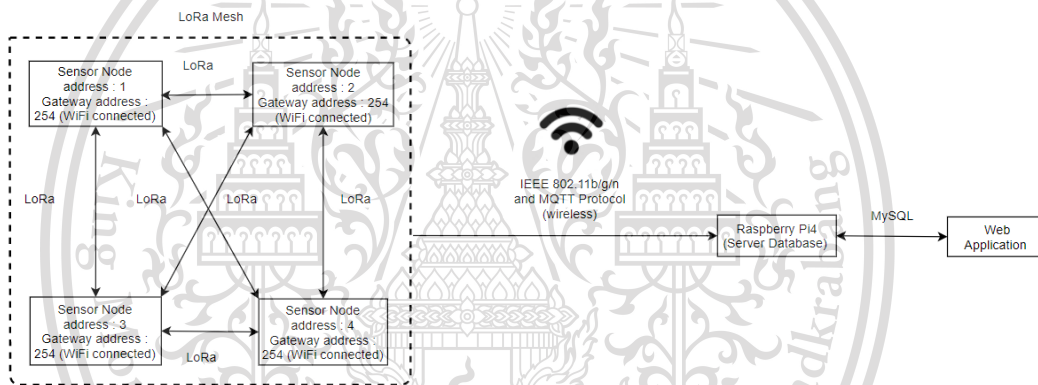 LoRa Mesh
Sensor Node
address : 1
Gateway address :
254 (WiFi connected)
LoRa
Sensor Node
address : 2
Gateway address : 254
(WiFi connected)
LoRa
LoRa
LoRa
LoRa
Sensor Node
address : 3
Gateway address :
254 (WiFi connected)
LoRa
Sensor Node
address : 4
Gateway address :
254 (WiFi connected)
IEEE 802.11b/g/n
and MQTT Protocol
(wireless)
Raspberry Pi4
(Server Database)
MySQL
Web
Application
King